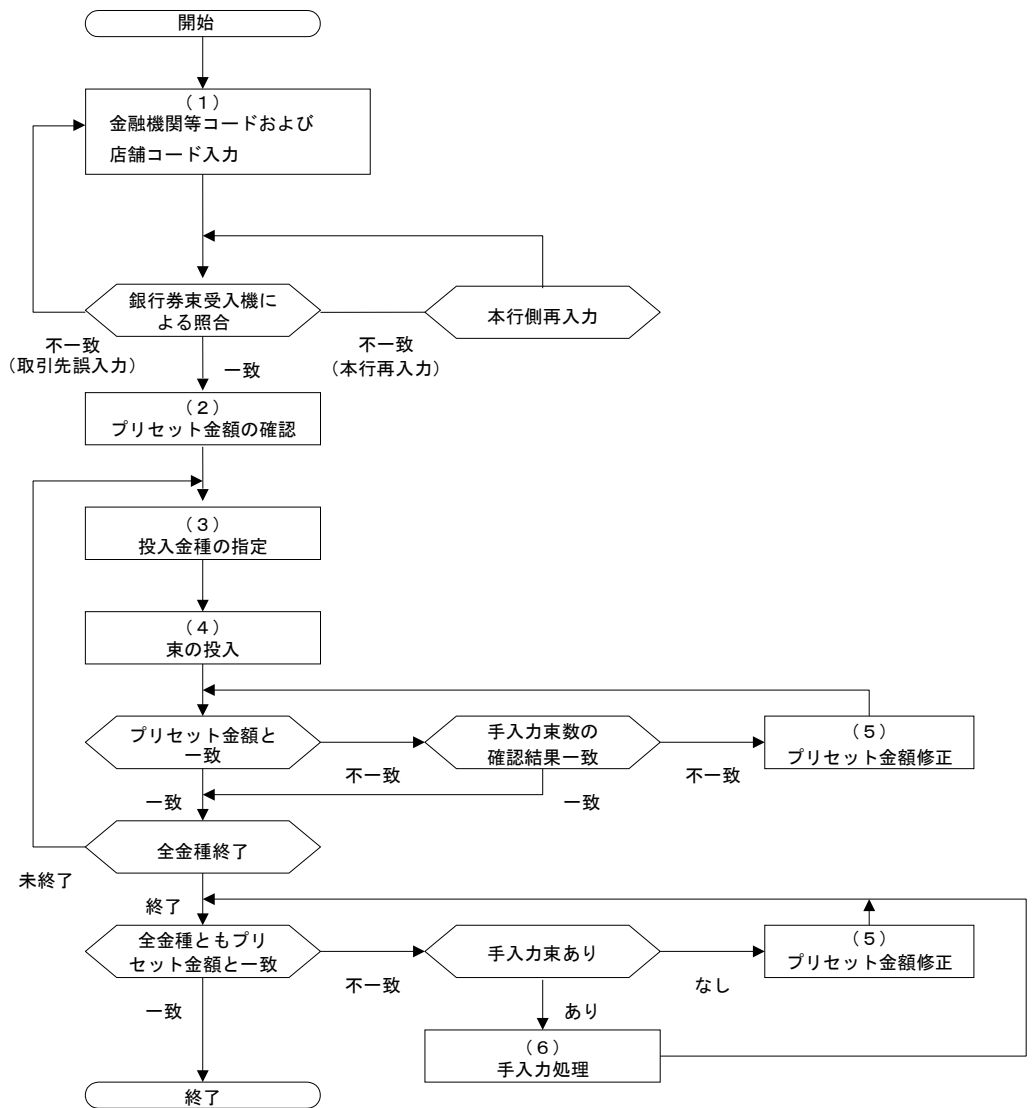 開始
（１）
金融機関等コードおよび
店舗コード入力
銀行券束受入機に
よる照合
本行側再入力
不一致
（取引先誤入力）
一致
不一致
（本行再入力）
（２）
プリセット金額の確認
（３）
投入金種の指定
（４）
束の投入
プリセット金額と
一致
不一致
手入力束数の
確認結果一致
不一致
（５）
プリセット金額修正
一致
一致
全金種終了
未終了
終了
全金種ともプリ
セット金額と一致
不一致
手入力束あり
なし
（５）
プリセット金額修正
一致
あり
（６）
手入力処理
終了